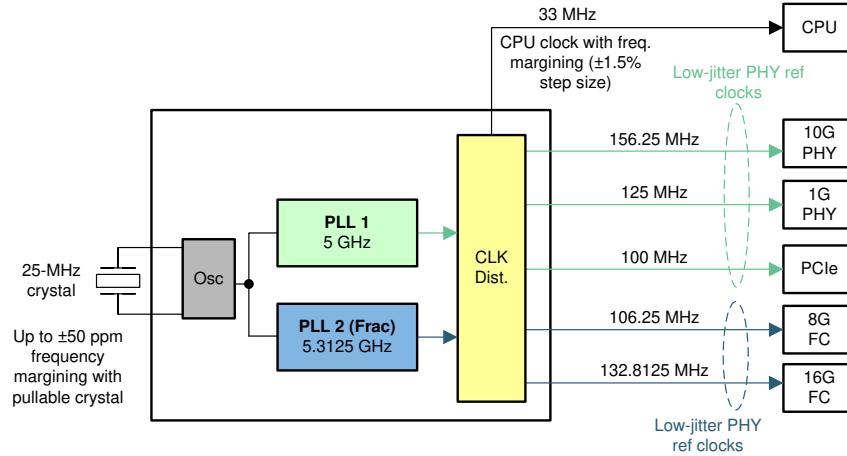 33 MHz
CPU clock with freq.
margining (±1.5%
step size)
CPU
Low-jitter PHY ref
clocks
156.25 MHz
10G
PHY
125 MHz
1G
PHY
100 MHz
PCIe
106.25 MHz
8G
FC
132.8125 MHz
16G
FC
Low-jitter PHY
ref clocks
PLL 1
5 GHz
CLK
Dist.
25-MHz
crystal
Osc
PLL 2 (Frac)
5.3125 GHz
Up to ±50 ppm
frequency
margining with
pullable crystal